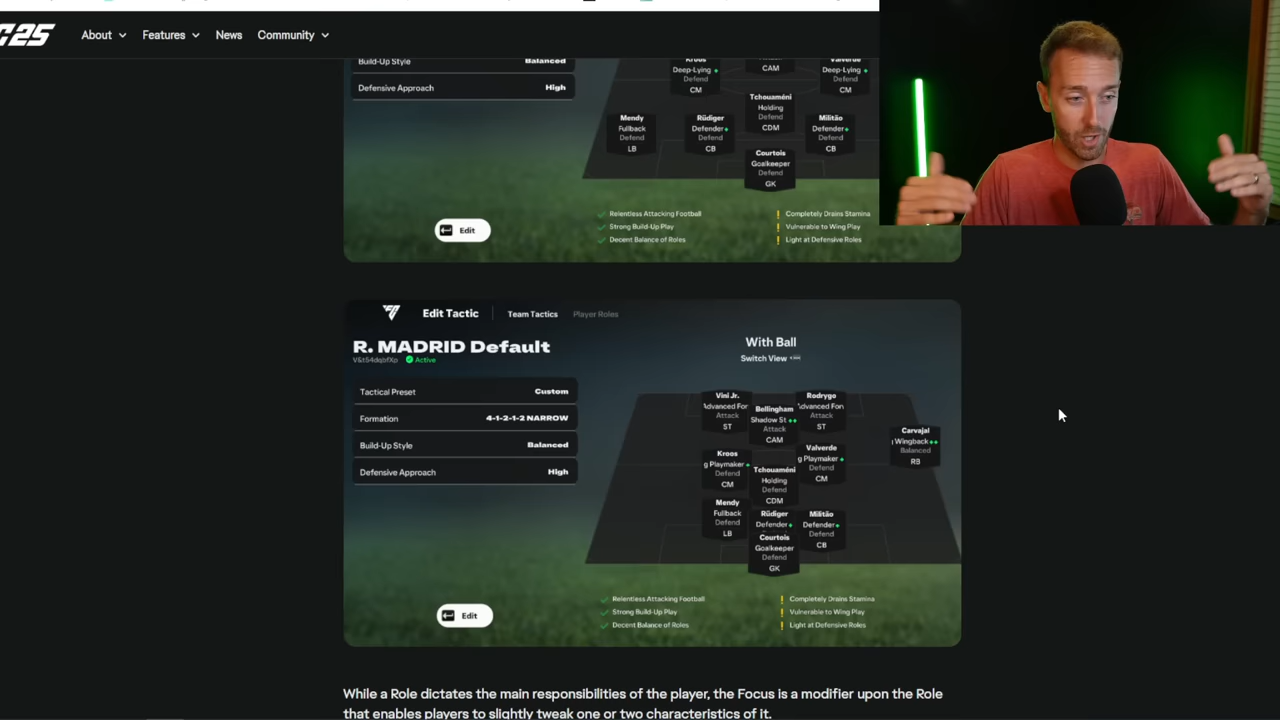 C25
About
Features
News
Community
Build-Up Style
Balanced
Defensive Approach
High
Kroos
Deep-Lying
Defend
CM
CAM
Valverde
Deep-Lying
Defend
CM
Tchouaméni
Holding
Defend
CDM
Mendy
Fullback
Defend
LB
Rüdiger
Defender
Defend
CB
Militão
Defender
Defend
CB
Courtois
Goalkeeper
Defend
GK
Edit
Relentless Attacking Football
Strong Build-Up Play
Decent Balance of Roles
Completely Drains Stamina
Vulnerable to Wing Play
Light at Defensive Roles
Edit Tactic
Team Tactics
Player Roles
R. MADRID Default
Active
With Ball
Switch View
Tactical Preset
Custom
Formation
4-1-2-1-2 NARROW
Build-Up Style
Balanced
Defensive Approach
High
Vini Jr.
Advanced For
Attack
ST
Bellingham
Shadow St
Attack
CAM
Rodrygo
Advanced For
Attack
ST
Carvajal
Wingback
Balanced
RB
Kroos
g Playmaker
Defend
CM
Valverde
g Playmaker
Defend
CM
Tchouaméni
Holding
Defend
CDM
Mendy
Fullback
Defend
LB
Rüdiger
Defender
Defend
Militão
Defender
Defend
CB
Courtois
Goalkeeper
Defend
GK
Edit
Relentless Attacking Football
Strong Build-Up Play
Decent Balance of Roles
Completely Drains Stamina
Vulnerable to Wing Play
Light at Defensive Roles
While a Role dictates the main responsibilities of the player, the Focus is a modifier upon the Role
that enables players to slightly tweak one or two characteristics of it.